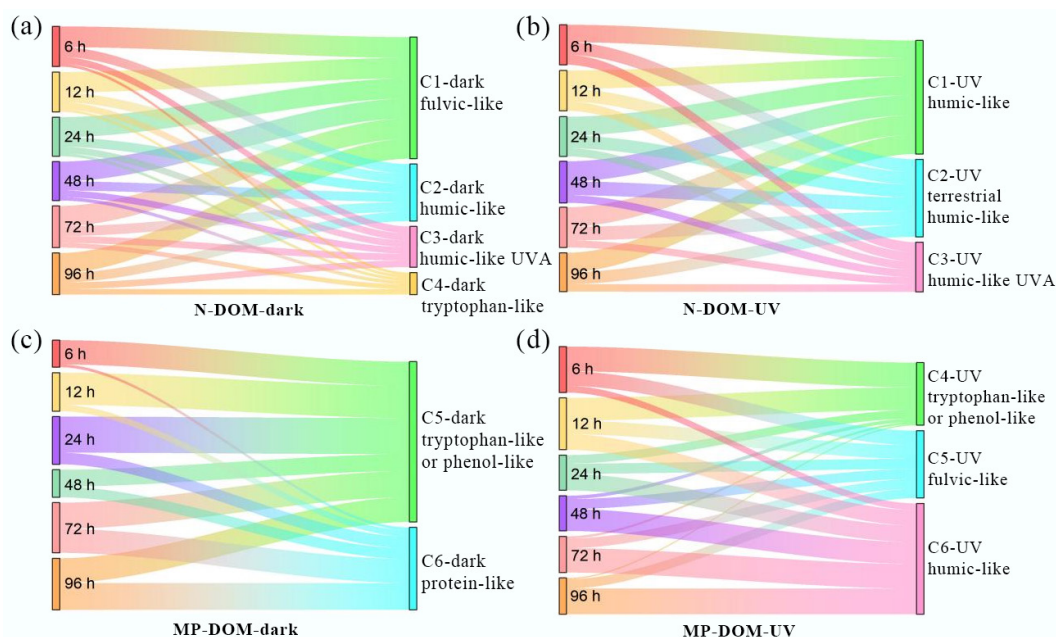 (a)
6 h
12 h
24 h
48 h
72 h
96 h
C1-dark
fulvic-like
C2-dark
humic-like
C3-dark
humic-like UVA
C4-dark
tryptophan-like
N-DOM-dark
(b)
6 h
12 h
24 h
48 h
72 h
96 h
C1-UV
humic-like
C2-UV
terrestrial
humic-like
C3-UV
humic-like UVA
N-DOM-UV
(c)
6 h
12 h
24 h
48 h
72 h
96 h
C5-dark
tryptophan-like
or phenol-like
C6-dark
protein-like
MP-DOM-dark
(d)
6 h
12 h
24 h
48 h
72 h
96 h
C4-UV
tryptophan-like
or phenol-like
C5-UV
fulvic-like
C6-UV
humic-like
MP-DOM-UV